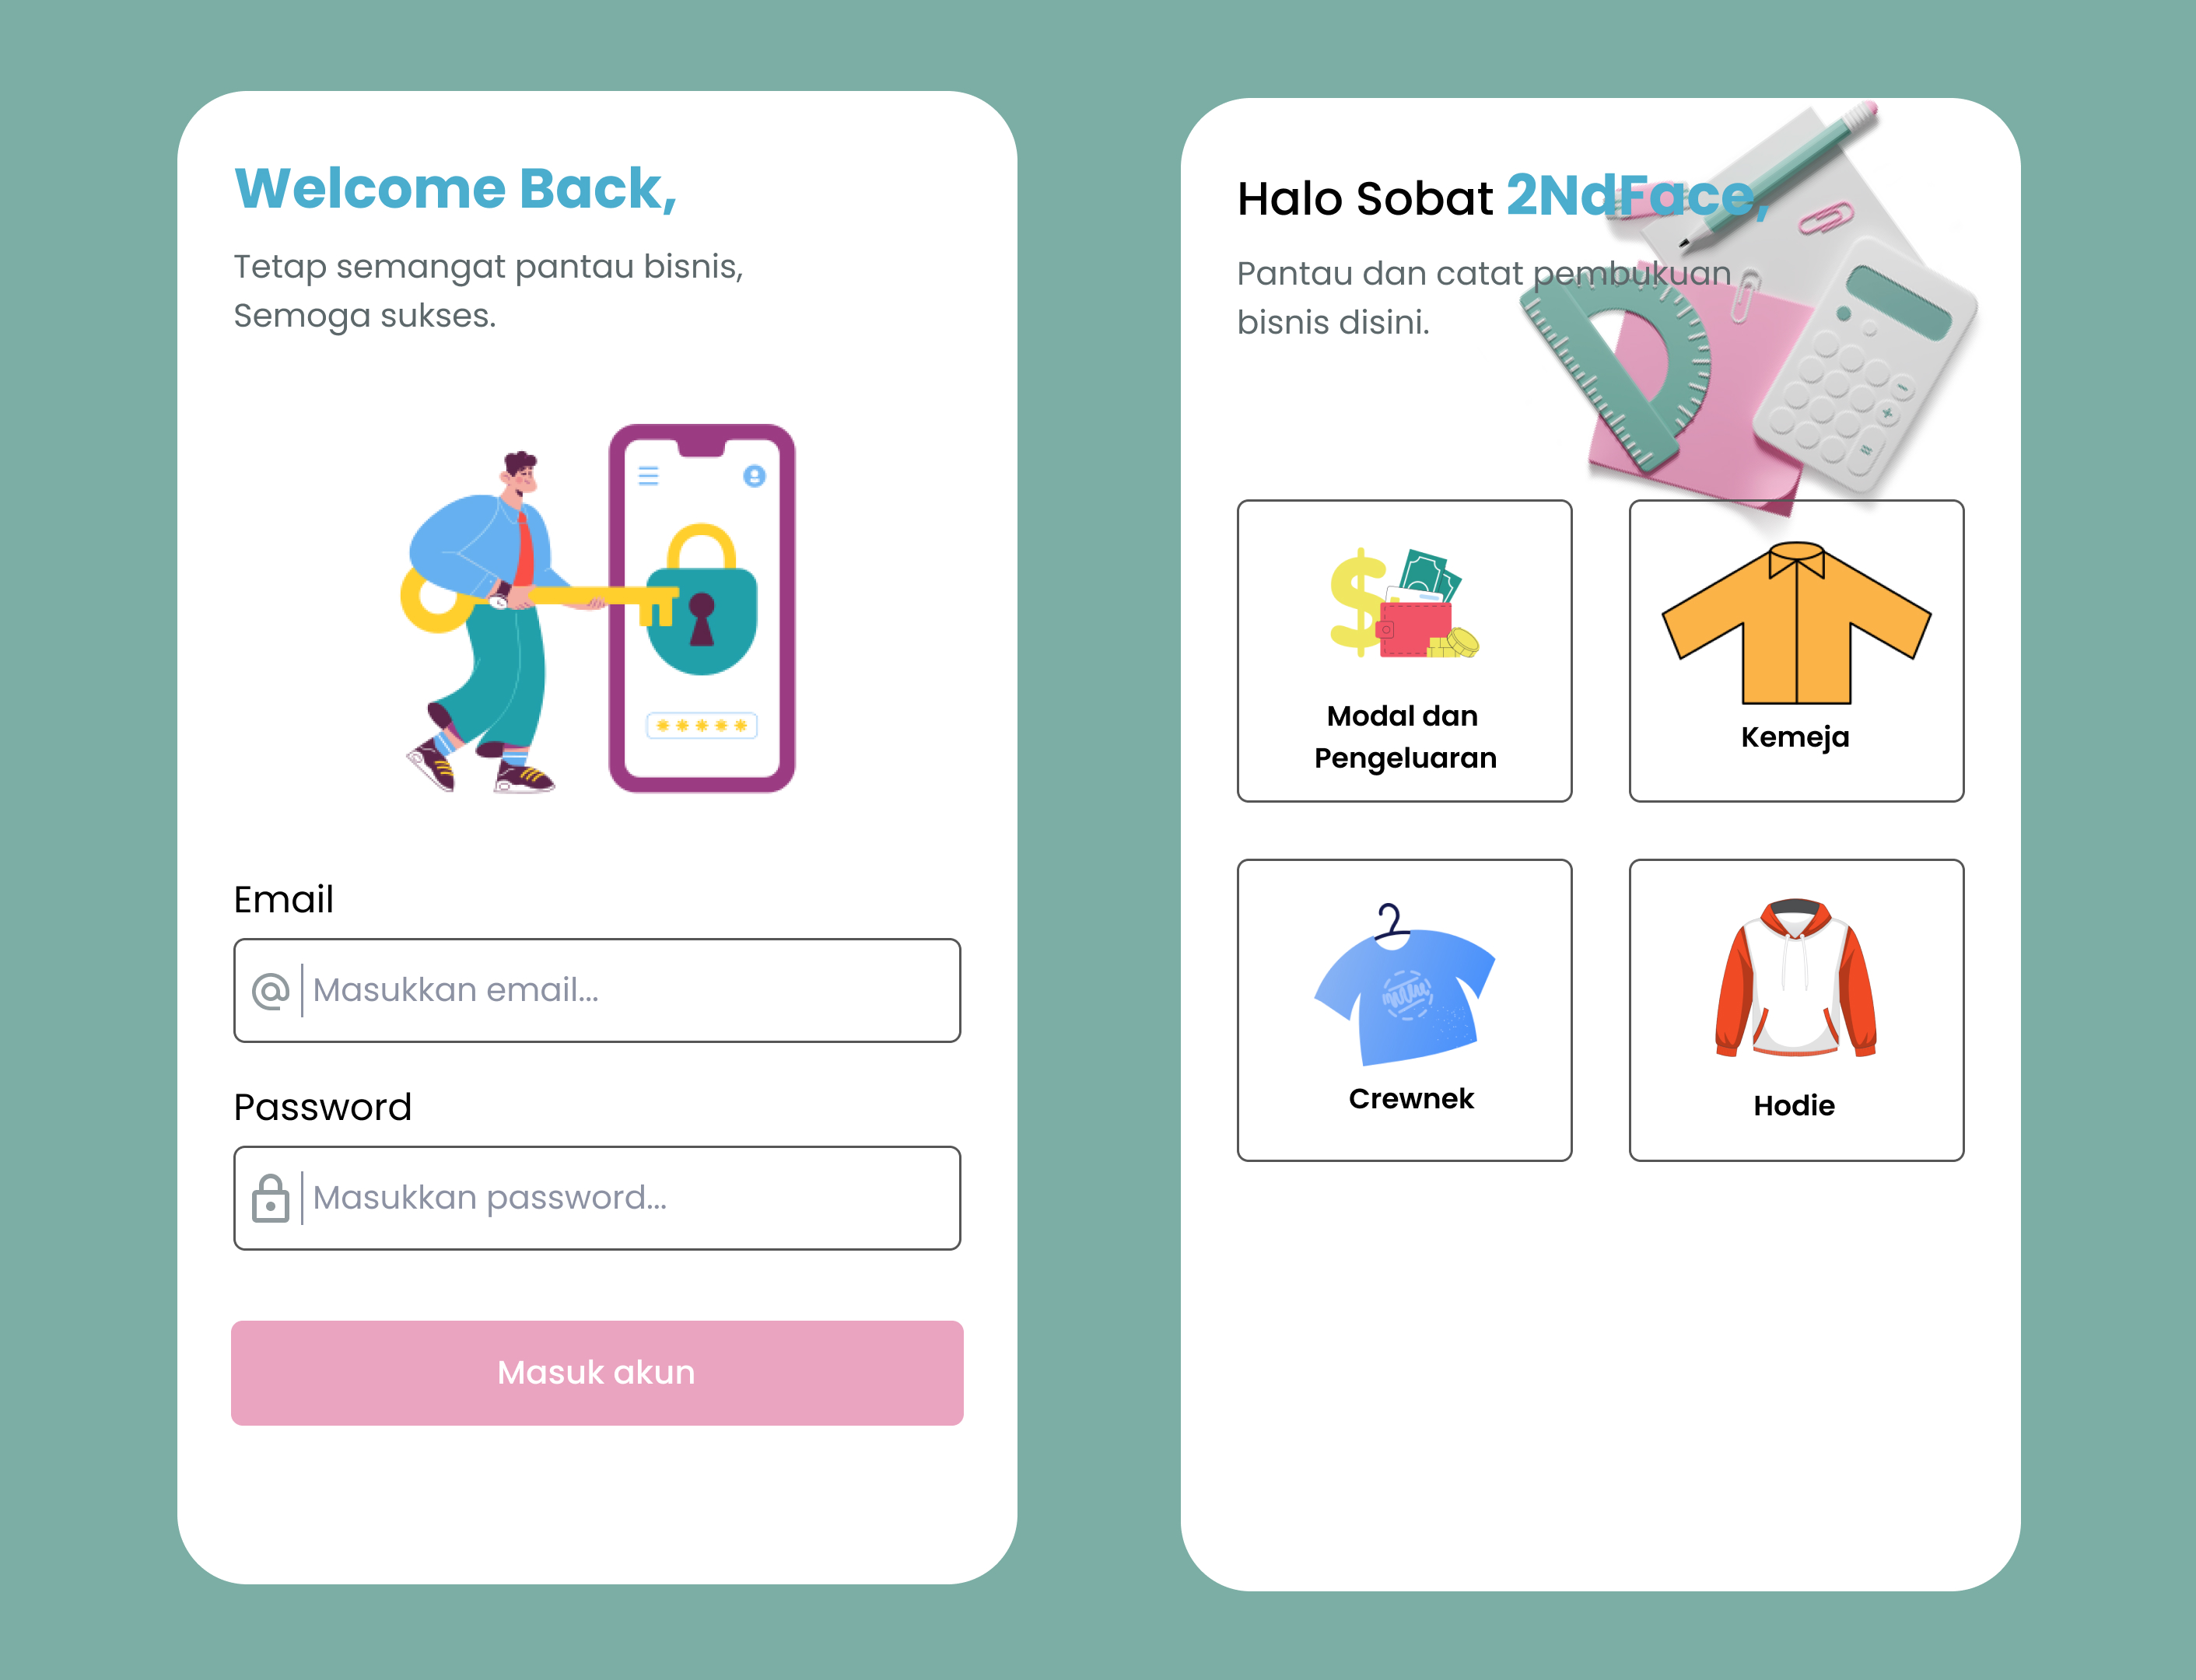 Welcome Back,
Tetap semangat pantau bisnis,
Semoga sukses.
Email
@
Masukkan email...
Password
Masukkan password...
Masuk akun
Halo Sobat 2NdFace,
Pantau dan catat pembukuan
bisnis disini.
Modal dan
Pengeluaran
Kemeja
Crewnek
Hodie